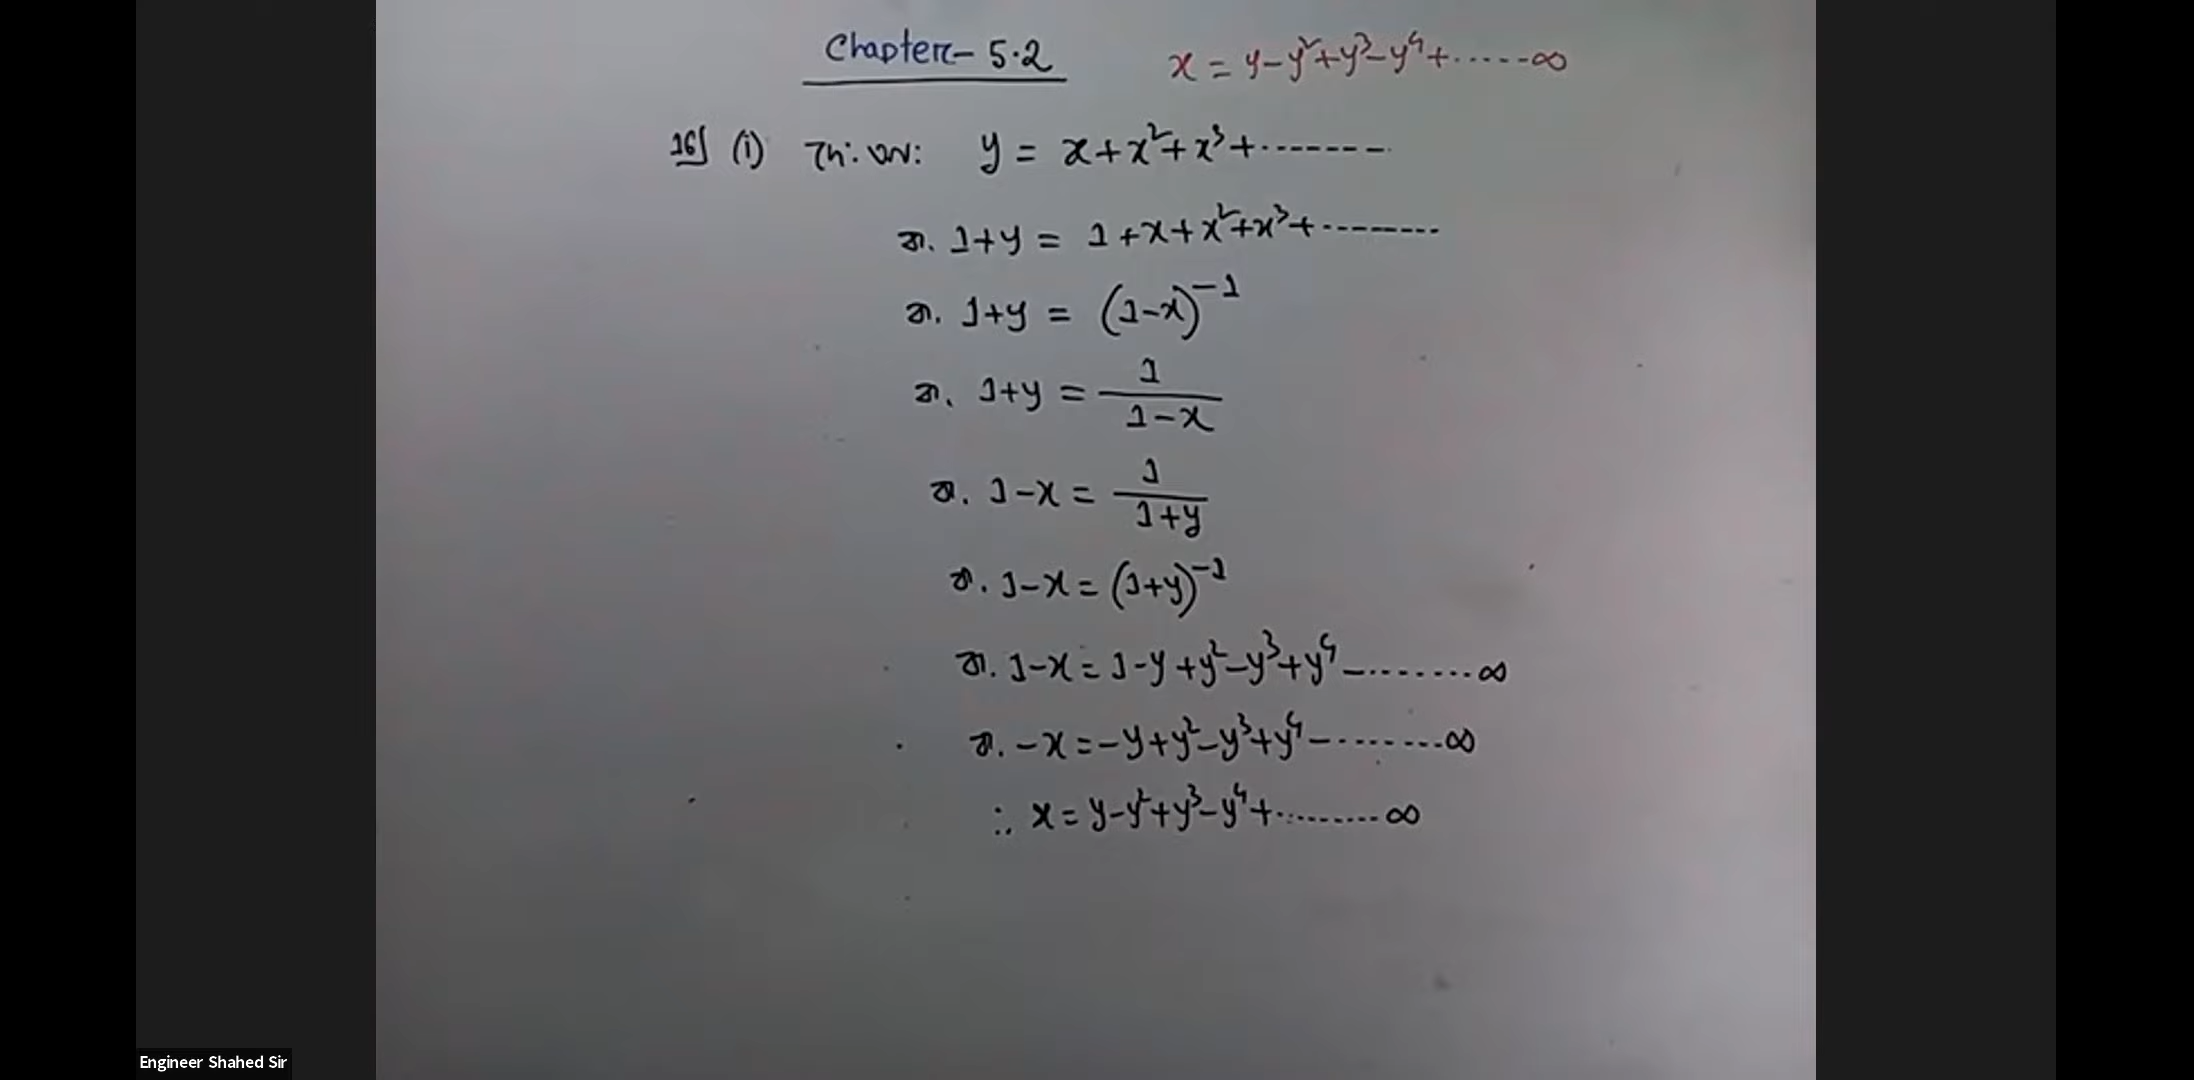 Chapter- 5.2
x = y-y²+y³-y⁴+......∞
16| (i) দে: আ: y = x+x²+x³+........
বা. 1+y = 1+x+x²+x³+........
বা. 1+y = (1-x)⁻¹
বা. 1+y = 1/(1-x)
বা. 1-x = 1/(1+y)
বা. 1-x = (1+y)⁻¹
বা. 1-x = 1-y+y²-y³+y⁴-........∞
বা. -x = -y+y²-y³+y⁴-........∞
∴ x = y-y²+y³-y⁴+.........∞
Engineer Shahed Sir